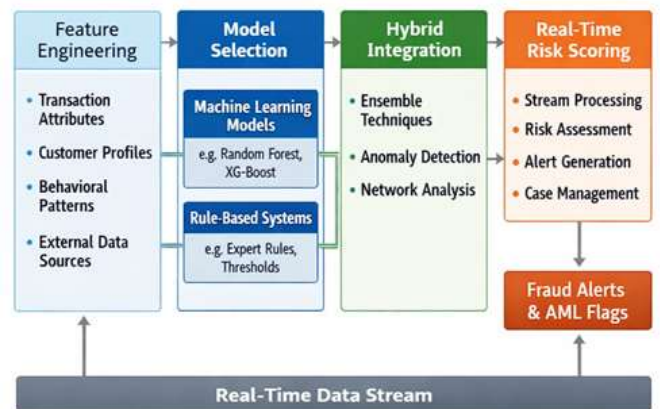 Feature
Engineering
• Transaction
Attributes
• Customer Profiles
• Behavioral
Patterns
• External Data
Sources
Model
Selection
Machine Learning
Models
e.g. Random Forest,
XG-Boost
Rule-Based Systems
e.g. Expert Rules,
Thresholds
Hybrid
Integration
• Ensemble
Techniques
• Anomaly Detection
• Network Analysis
Real-Time
Risk Scoring
• Stream Processing
• Risk Assessment
• Alert Generation
• Case Management
Fraud Alerts
& AML Flags
Real-Time Data Stream